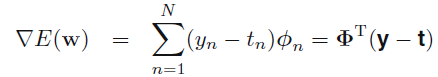 ∇E(w) = ∑_{n=1}^{N} (y_n − t_n)ϕ_n = Φ^T(y − t)